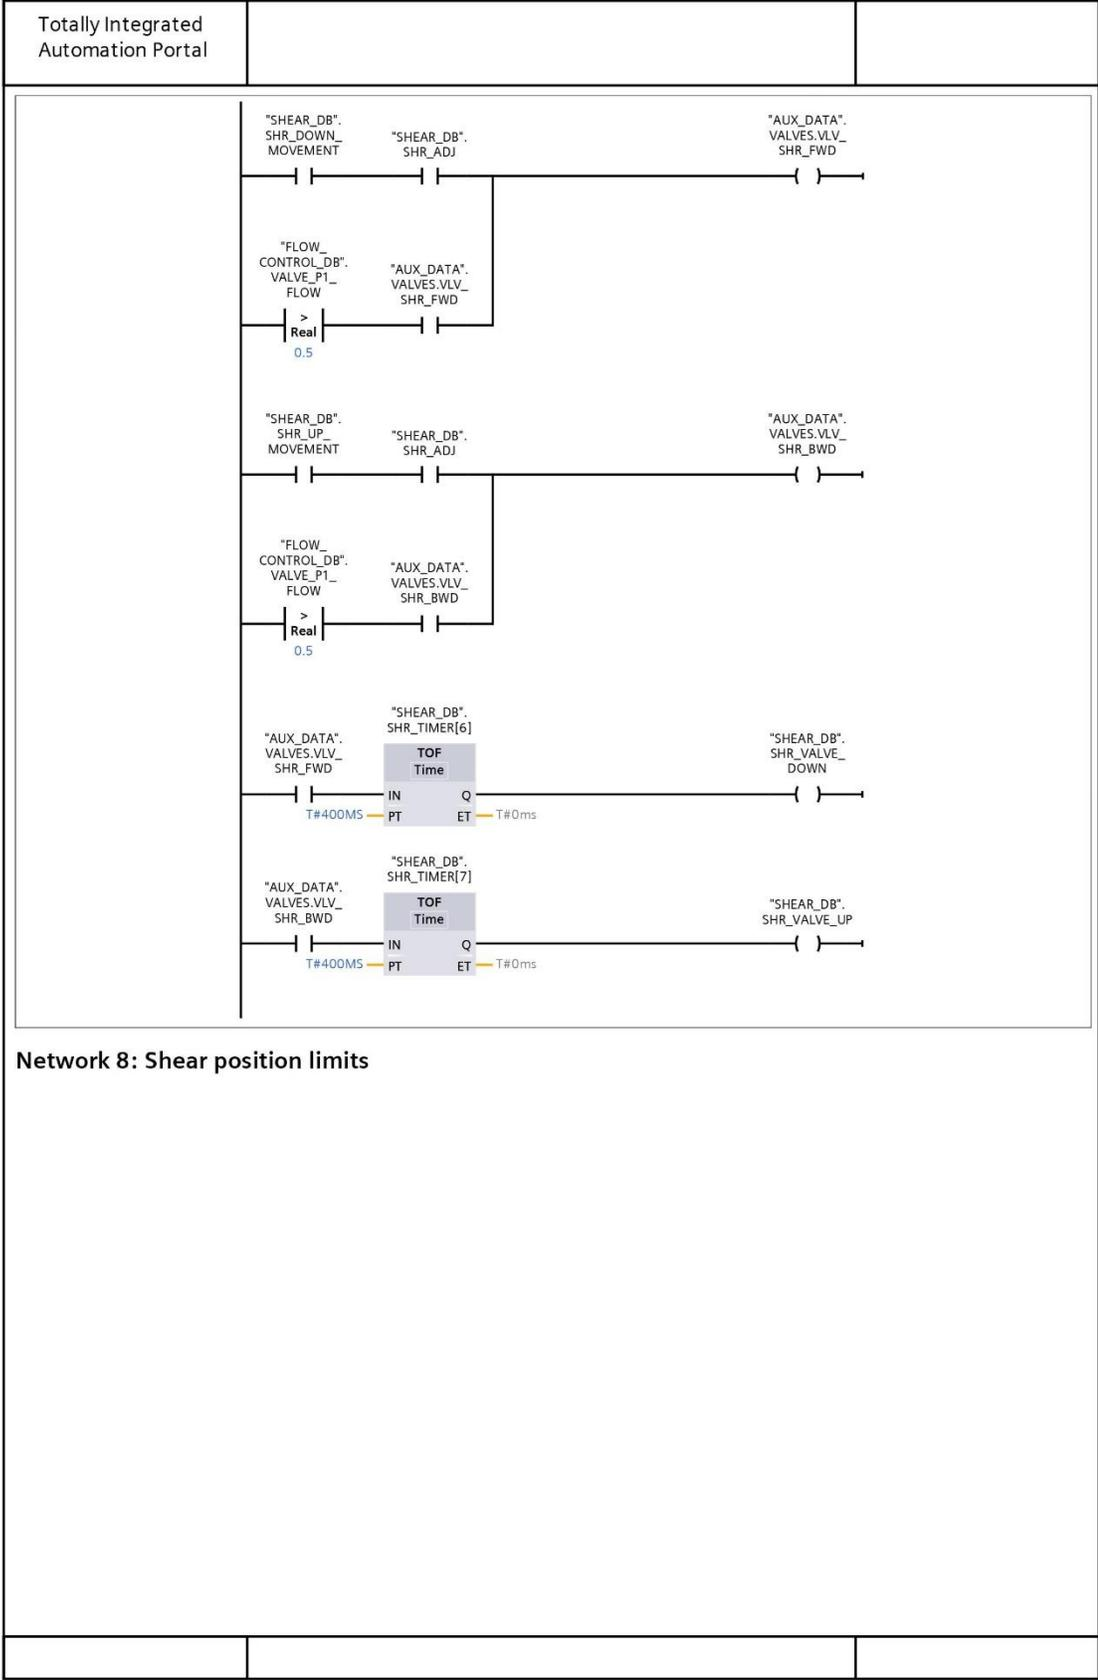 Totally Integrated
Automation Portal
"SHEAR_DB".
SHR_DOWN_
MOVEMENT
"SHEAR_DB".
SHR_ADJ
"AUX_DATA".
VALVES.VLV_
SHR_FWD
"FLOW_
CONTROL_DB".
VALVE_P1_
FLOW
>
Real
0.5
"AUX_DATA".
VALVES.VLV_
SHR_FWD
"SHEAR_DB".
SHR_UP_
MOVEMENT
"SHEAR_DB".
SHR_ADJ
"AUX_DATA".
VALVES.VLV_
SHR_BWD
"FLOW_
CONTROL_DB".
VALVE_P1_
FLOW
>
Real
0.5
"AUX_DATA".
VALVES.VLV_
SHR_BWD
"AUX_DATA".
VALVES.VLV_
SHR_FWD
"SHEAR_DB".
SHR_TIMER[6]
TOF
Time
IN Q
T#400MS PT ET T#0ms
"SHEAR_DB".
SHR_VALVE_
DOWN
"AUX_DATA".
VALVES.VLV_
SHR_BWD
"SHEAR_DB".
SHR_TIMER[7]
TOF
Time
IN Q
T#400MS PT ET T#0ms
"SHEAR_DB".
SHR_VALVE_UP
Network 8: Shear position limits